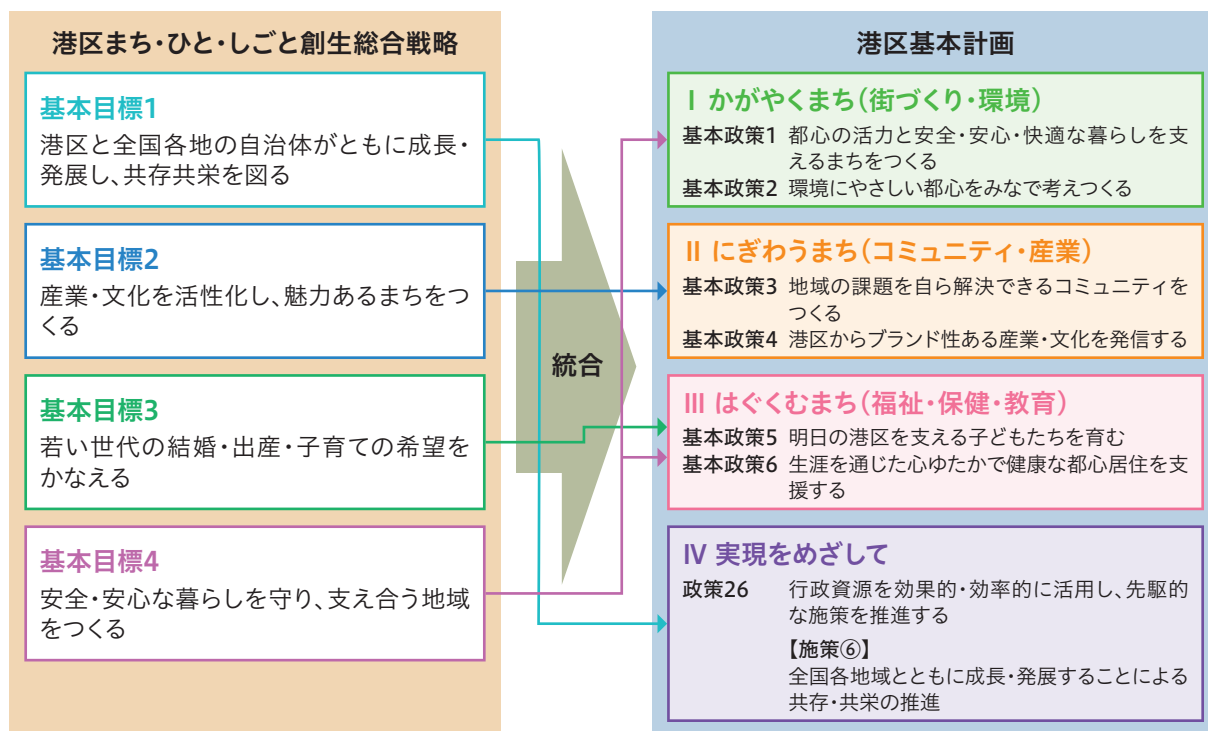 港区まち・ひと・しごと創生総合戦略
基本目標1
港区と全国各地の自治体がともに成長・
発展し、共存共栄を図る
基本目標2
産業・文化を活性化し、魅力あるまちをつ
くる
基本目標3
若い世代の結婚・出産・子育ての希望を
かなえる
基本目標4
安全・安心な暮らしを守り、支え合う地域
をつくる
統合
港区基本計画
Ⅰ かがやくまち（街づくり・環境）
基本政策1 都心の活力と安全・安心・快適な暮らしを支
えるまちをつくる
基本政策2 環境にやさしい都心をみなで考えつくる
Ⅱ にぎわうまち（コミュニティ・産業）
基本政策3 地域の課題を自ら解決できるコミュニティを
つくる
基本政策4 港区からブランド性ある産業・文化を発信する
Ⅲ はぐくむまち（福祉・保健・教育）
基本政策5 明日の港区を支える子どもたちを育む
基本政策6 生涯を通じた心ゆたかで健康な都心居住を支
援する
Ⅳ 実現をめざして
政策26 行政資源を効果的・効率的に活用し、先駆的
な施策を推進する
【施策⑥】
全国各地域とともに成長・発展することによる
共存・共栄の推進